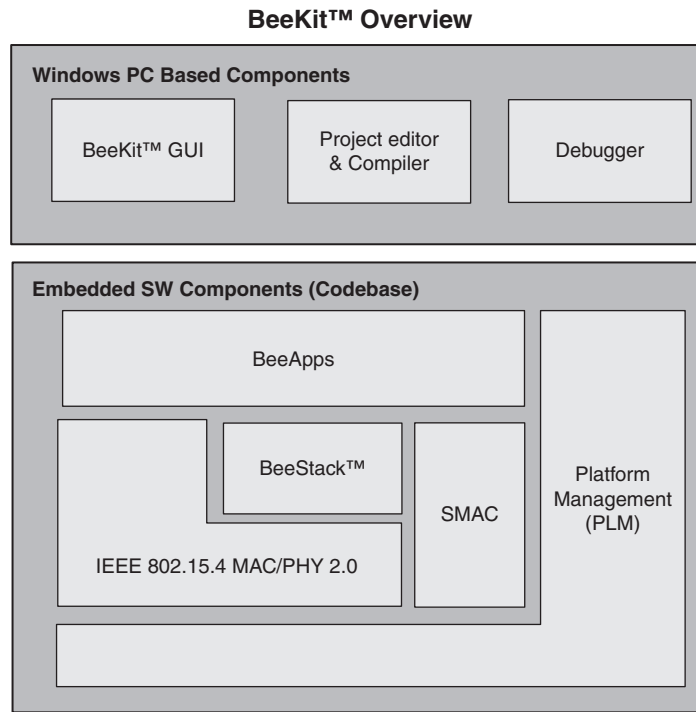 BeeKit™ Overview
Windows PC Based Components
BeeKit™ GUI
Project editor
& Compiler
Debugger
Embedded SW Components (Codebase)
BeeApps
BeeStack™
SMAC
Platform
Management
(PLM)
IEEE 802.15.4 MAC/PHY 2.0